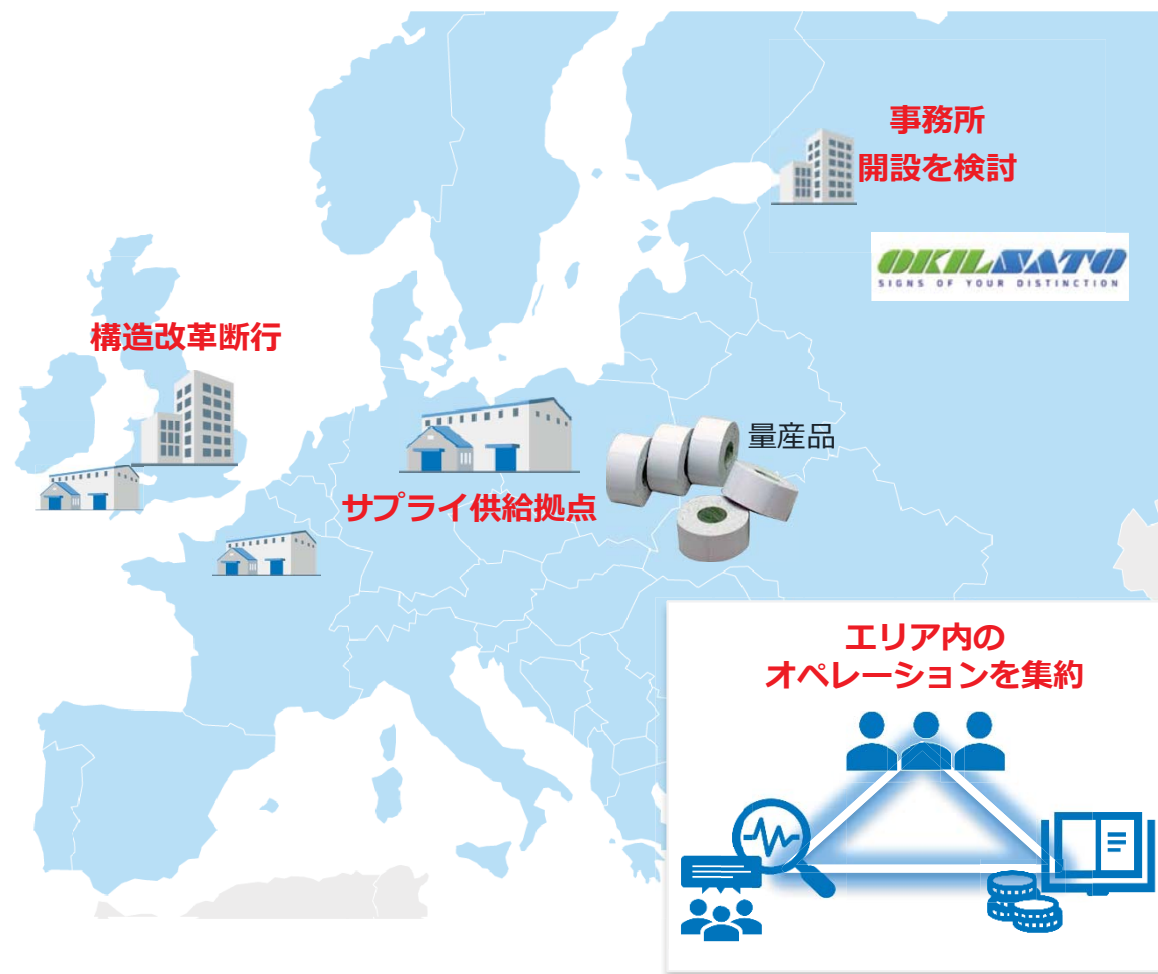 事務所
開設を検討
OKIL SATO
SIGNS OF YOUR DISTINCTION
構造改革断行
量産品
サプライ供給拠点
エリア内の
オペレーションを集約